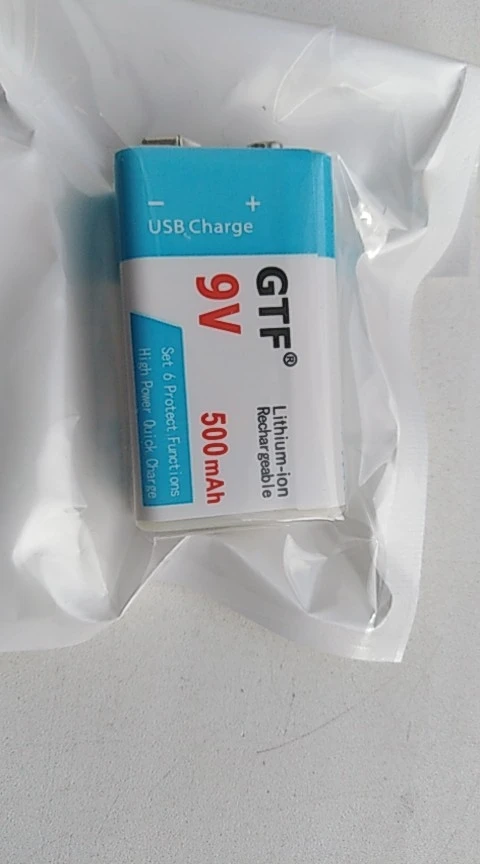 − +
USB Charge
GTF®
9V
Lithium-ion
Rechargeable
500mAh
Set 6 Protect Functions
High Power Quick Charge